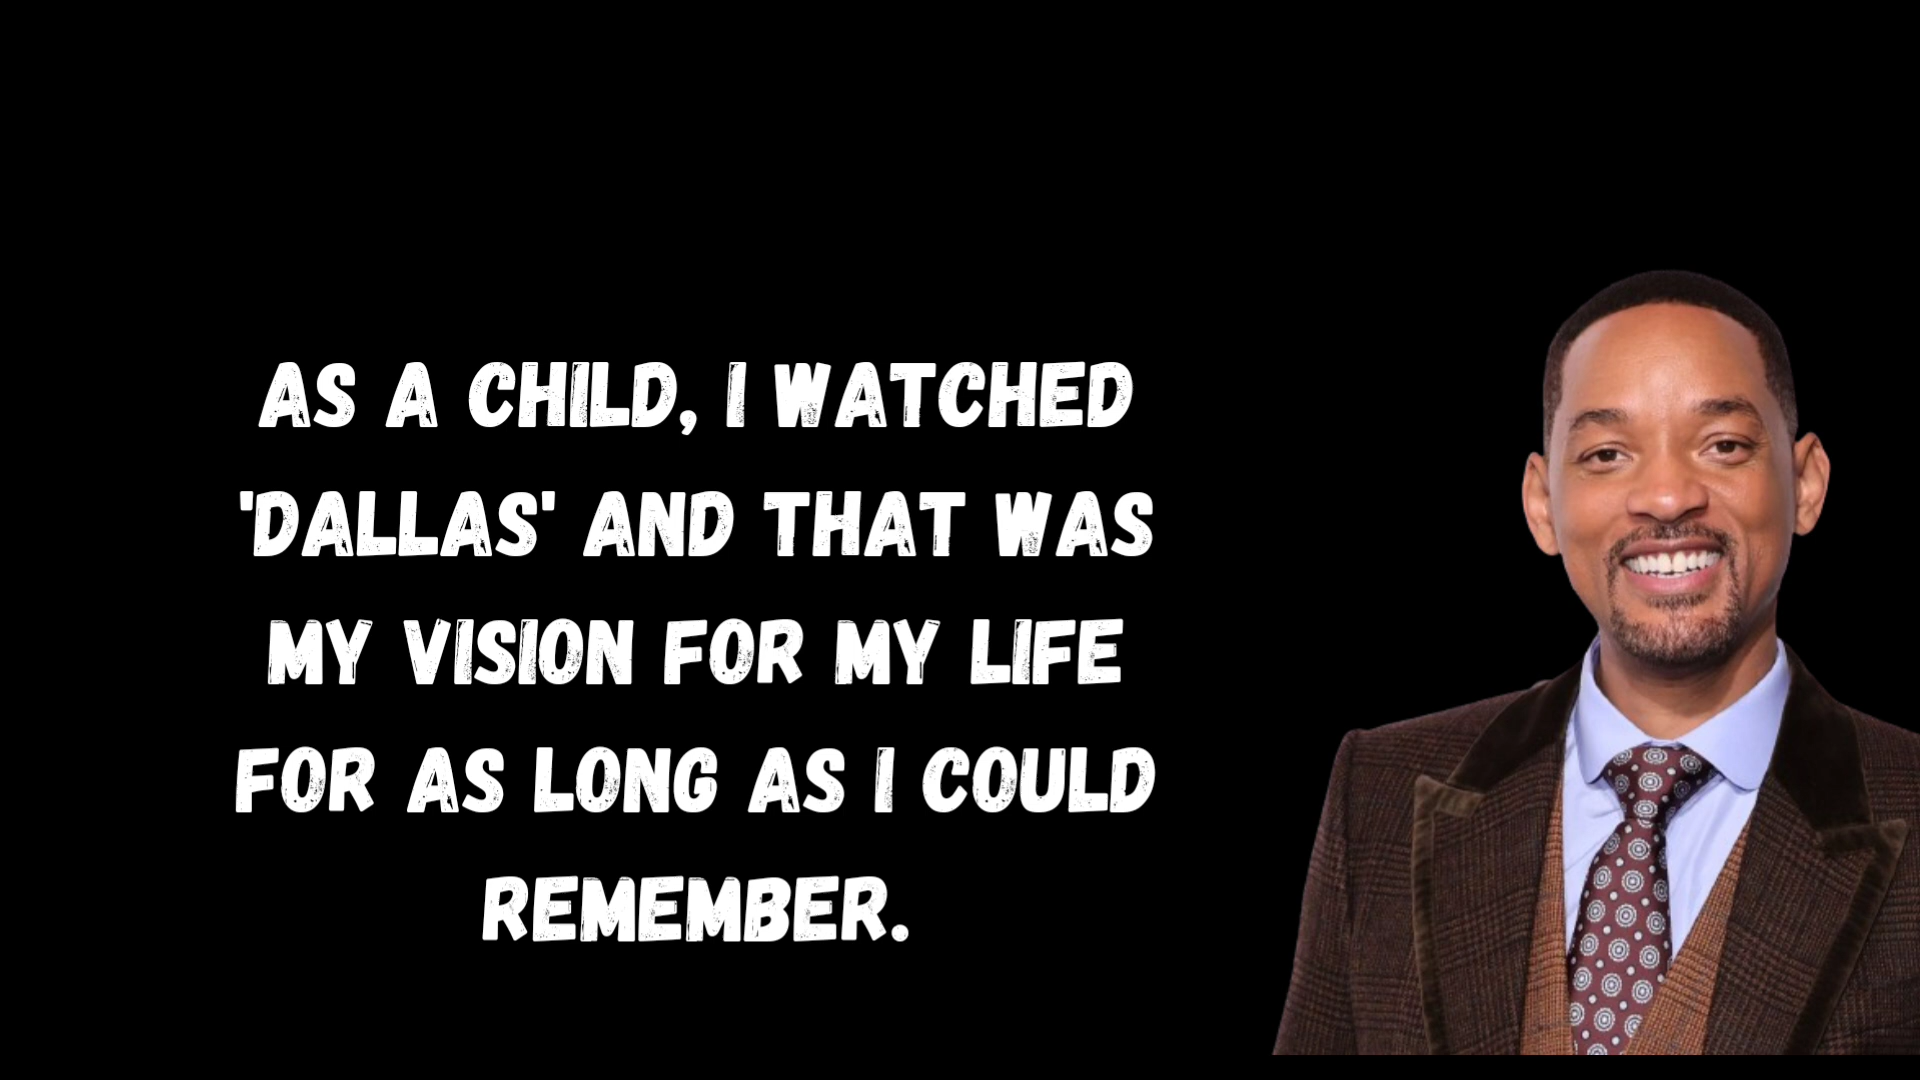 AS A CHILD, I WATCHED
'DALLAS' AND THAT WAS
MY VISION FOR MY LIFE
FOR AS LONG AS I COULD
REMEMBER.